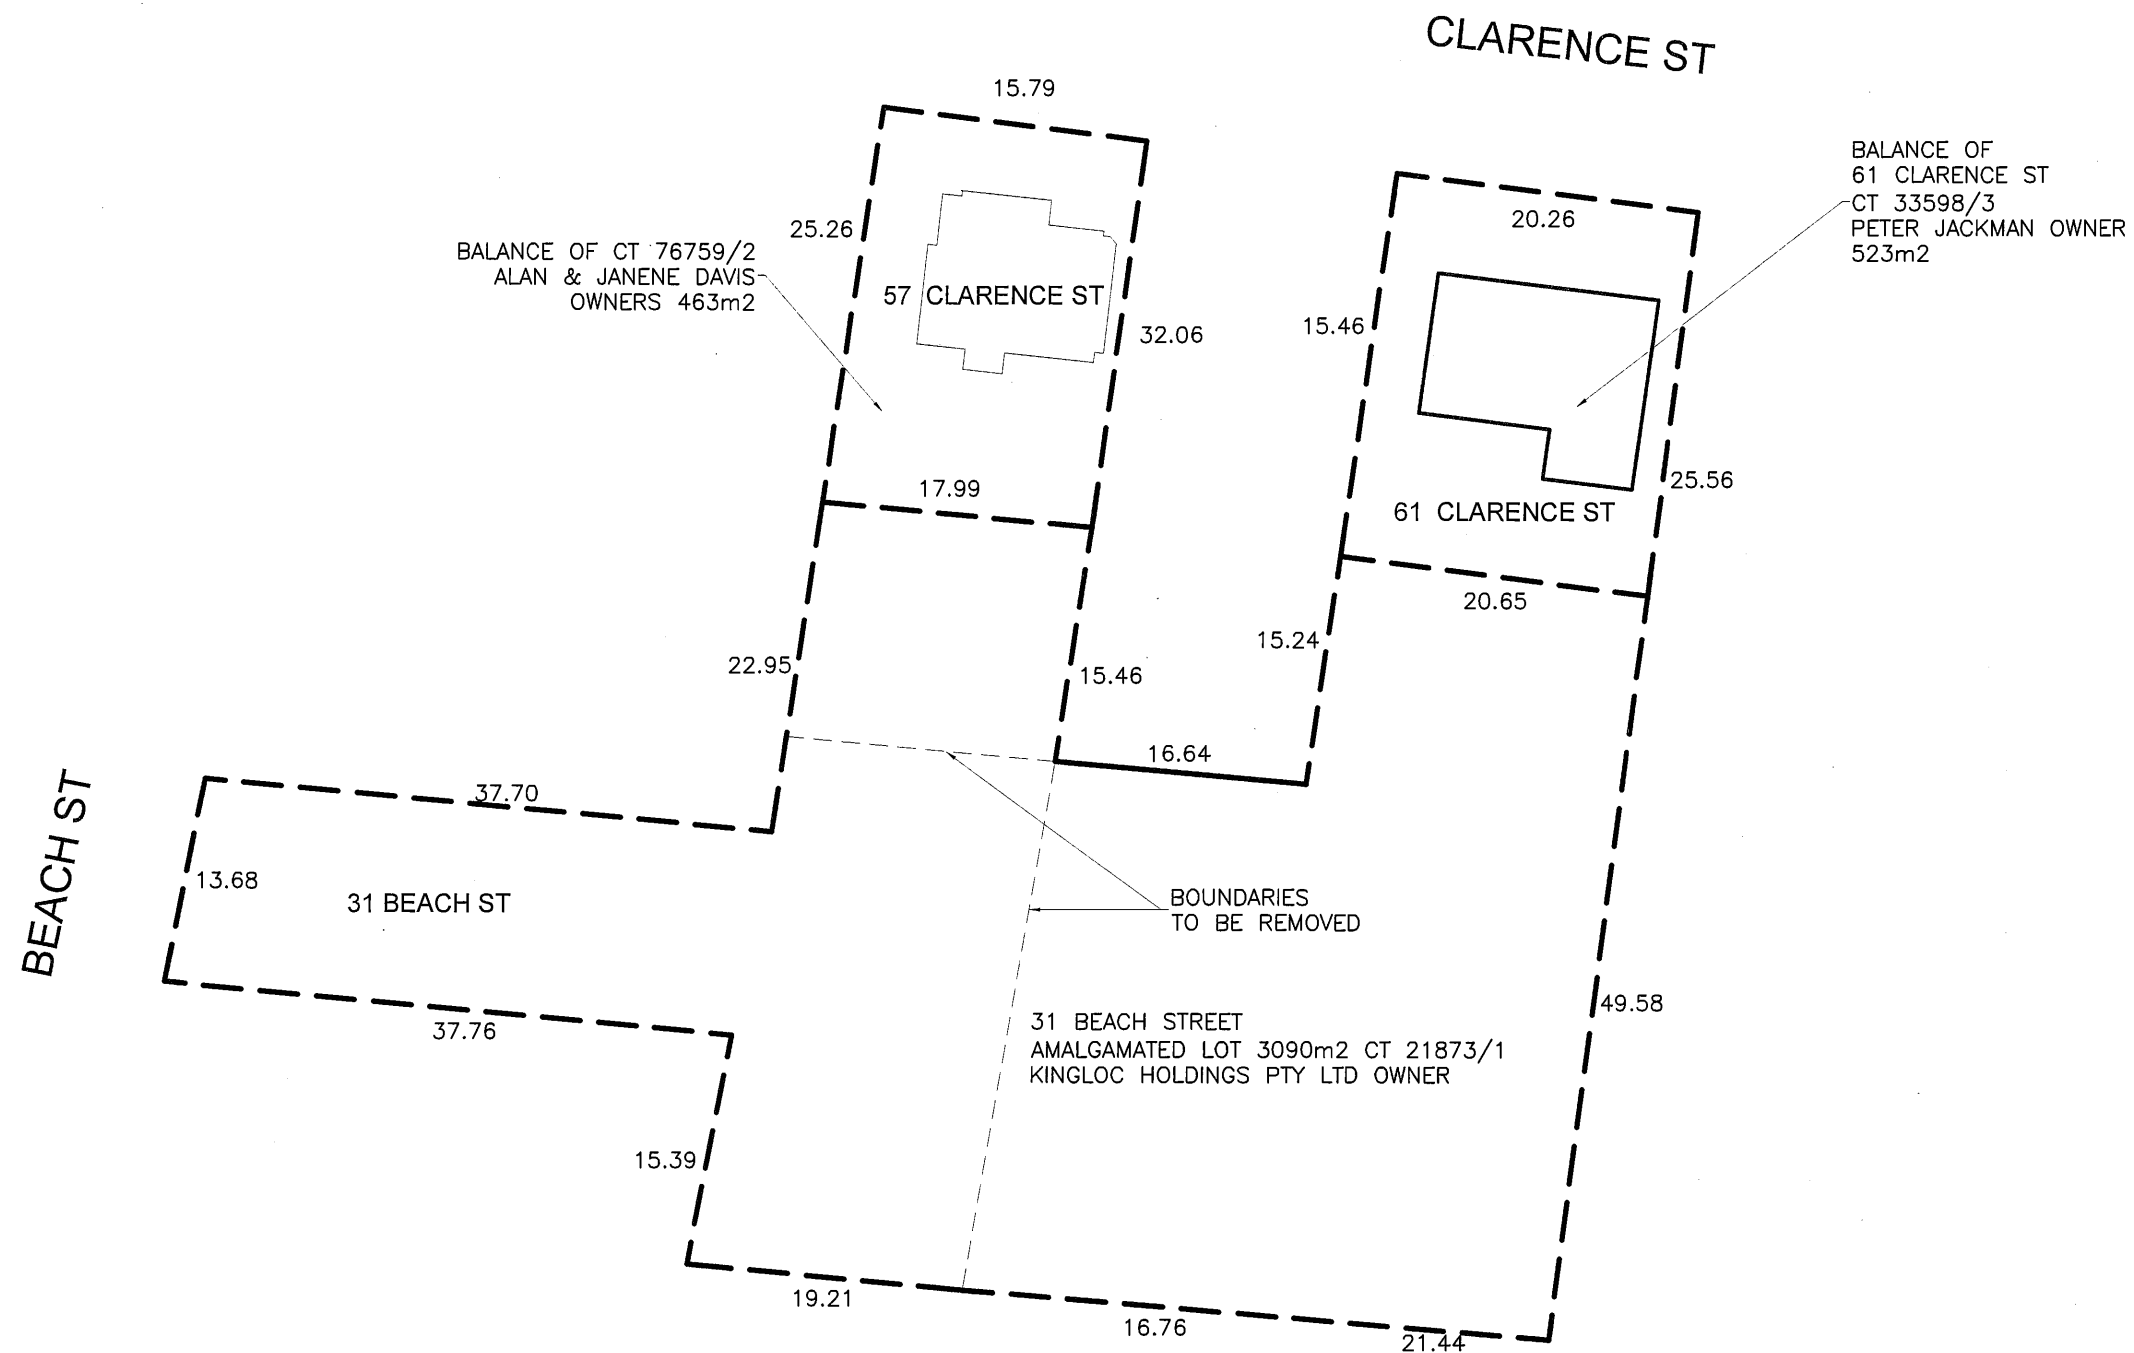 CLARENCE ST
15.79
BALANCE OF
61 CLARENCE ST
CT 33598/3
PETER JACKMAN OWNER
523m2
20.26
25.26
BALANCE OF CT 76759/2
ALAN & JANENE DAVIS
OWNERS 463m2
57 CLARENCE ST
32.06
15.46
25.56
17.99
61 CLARENCE ST
20.65
15.24
22.95
15.46
16.64
BEACH ST
37.70
13.68
31 BEACH ST
BOUNDARIES
TO BE REMOVED
37.76
49.58
31 BEACH STREET
AMALGAMATED LOT 3090m2 CT 21873/1
KINGLOC HOLDINGS PTY LTD OWNER
15.39
19.21
16.76
21.44